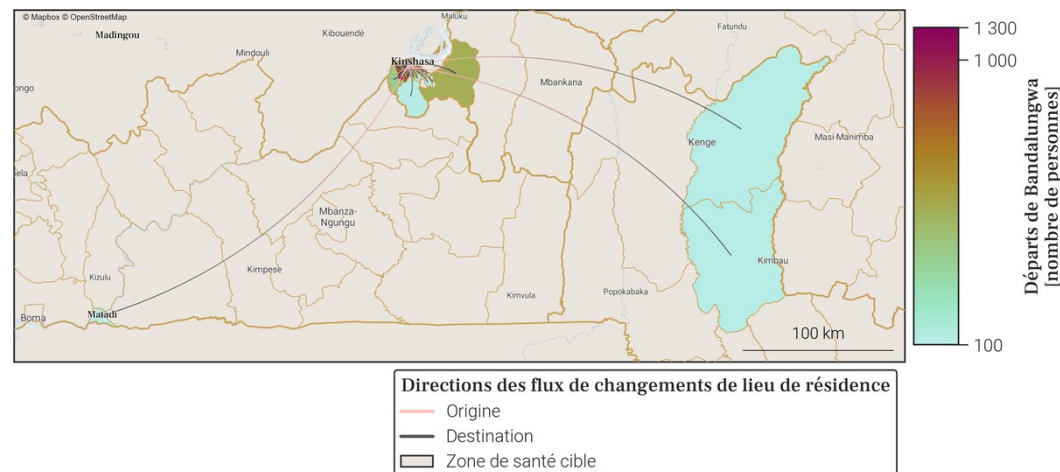 © Mapbox © OpenStreetMap
Maluku
Fatundu
Madingou
Kibouendé
Mindouli
Kinshasa
Mbankana
ongo
Kenge
Masi-Manimba
ela
Mbanza-
Ngungu
Kimpese
Kizulu
Kimbau
Popokabaka
Kimvula
Matadi
Boma
100 km
1 300
1 000
100
Départs de Bandalungwa
[nombre de personnes]
Directions des flux de changements de lieu de résidence
Origine
Destination
Zone de santé cible